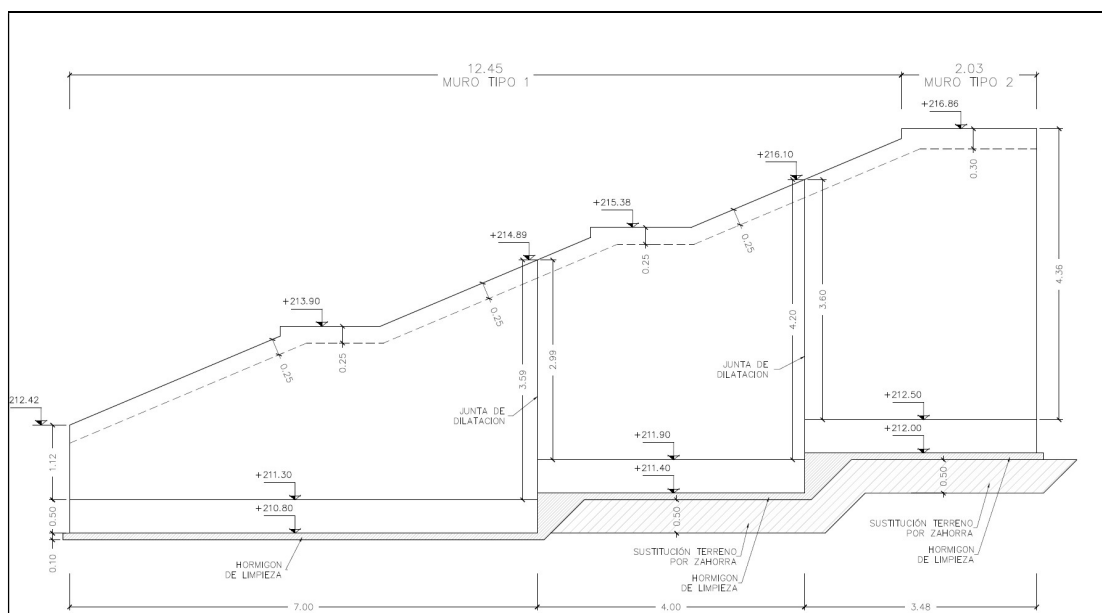 12.45
MURO TIPO 1
2.03
MURO TIPO 2
+216.86
+216.10
0.30
+215.38
+214.89
0.25
0.25
4.36
+213.90
0.25
4.20
3.60
0.25
0.25
3.59
2.99
JUNTA DE
DILATACION
212.42
+212.50
JUNTA DE
DILATACION
+212.00
+211.90
1.12
+211.30
+211.40
0.50
0.50
+210.80
0.50
0.10
HORMIGON
DE LIMPIEZA
SUSTITUCIÓN TERRENO
POR ZAHORRA
HORMIGON
DE LIMPIEZA
SUSTITUCIÓN TERRENO
POR ZAHORRA
HORMIGON
DE LIMPIEZA
7.00
4.00
3.48